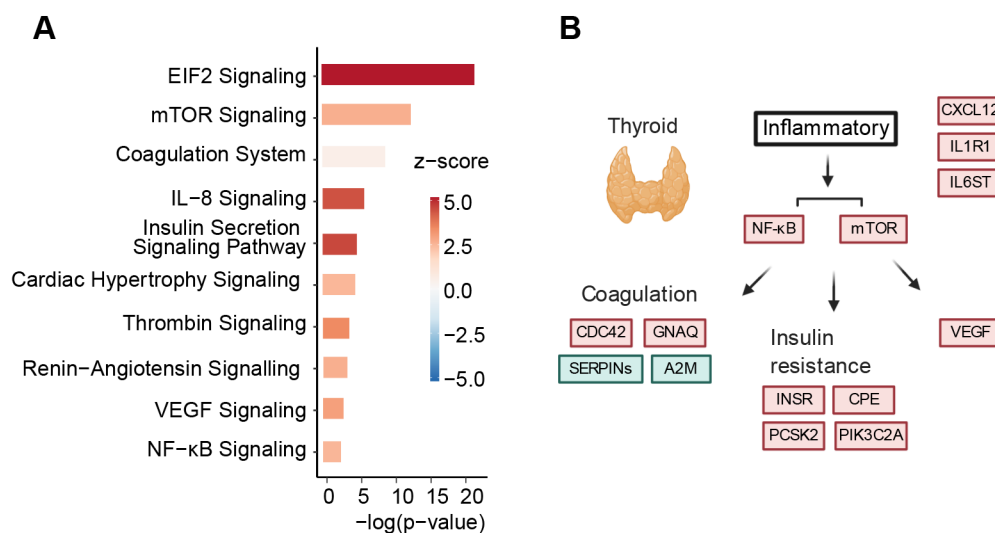 A
EIF2 Signaling
mTOR Signaling
Coagulation System
IL−8 Signaling
Insulin Secretion
Signaling Pathway
Cardiac Hypertrophy Signaling
Thrombin Signaling
Renin−Angiotensin Signalling
VEGF Signaling
NF−κB Signaling
0 5 10 15 20
−log(p−value)
z−score
5.0
2.5
0.0
−2.5
−5.0
B
Thyroid
Inflammatory
CXCL12
IL1R1
IL6ST
NF-κB mTOR
Coagulation
CDC42 GNAQ
SERPINs A2M
Insulin
resistance
INSR CPE
PCSK2 PIK3C2A
VEGF